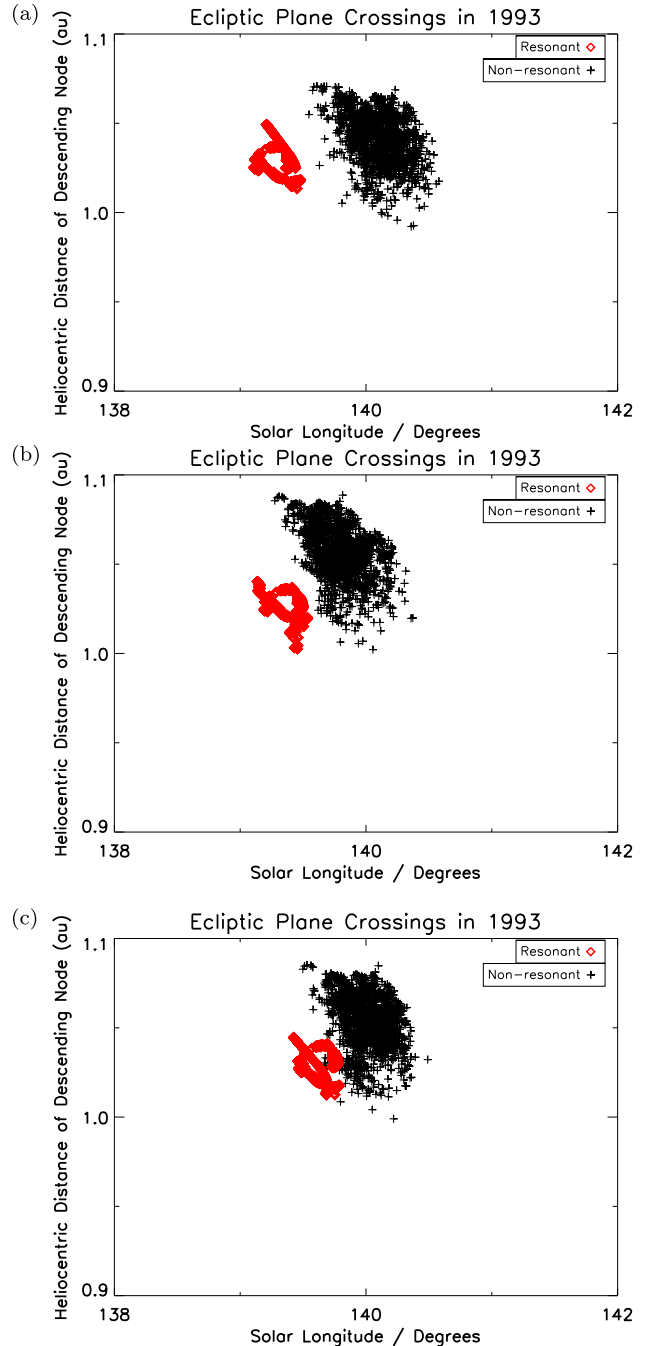 (a)
Ecliptic Plane Crossings in 1993
Heliocentric Distance of Descending Node (au)
1.1
1.0
0.9
Resonant
Non-resonant
138
140
142
Solar Longitude / Degrees
(b)
Ecliptic Plane Crossings in 1993
Heliocentric Distance of Descending Node (au)
1.1
1.0
0.9
Resonant
Non-resonant
138
140
142
Solar Longitude / Degrees
(c)
Ecliptic Plane Crossings in 1993
Heliocentric Distance of Descending Node (au)
1.1
1.0
0.9
Resonant
Non-resonant
138
140
142
Solar Longitude / Degrees